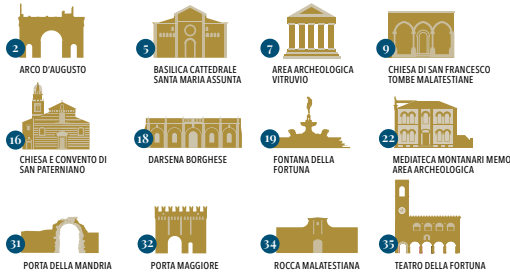 2
ARCO D'AUGUSTO
5
BASILICA CATTEDRALE
SANTA MARIA ASSUNTA
7
AREA ARCHEOLOGICA
VITRUVIO
9
CHIESA DI SAN FRANCESCO
TOMBE MALATESTIANE
16
CHIESA E CONVENTO DI
SAN PATERNIANO
18
DARSENA BORGHESE
19
FONTANA DELLA
FORTUNA
22
MEDIATECA MONTANARI MEMO
AREA ARCHEOLOGICA
31
PORTA DELLA MANDRIA
32
PORTA MAGGIORE
34
ROCCA MALATESTIANA
35
TEATRO DELLA FORTUNA